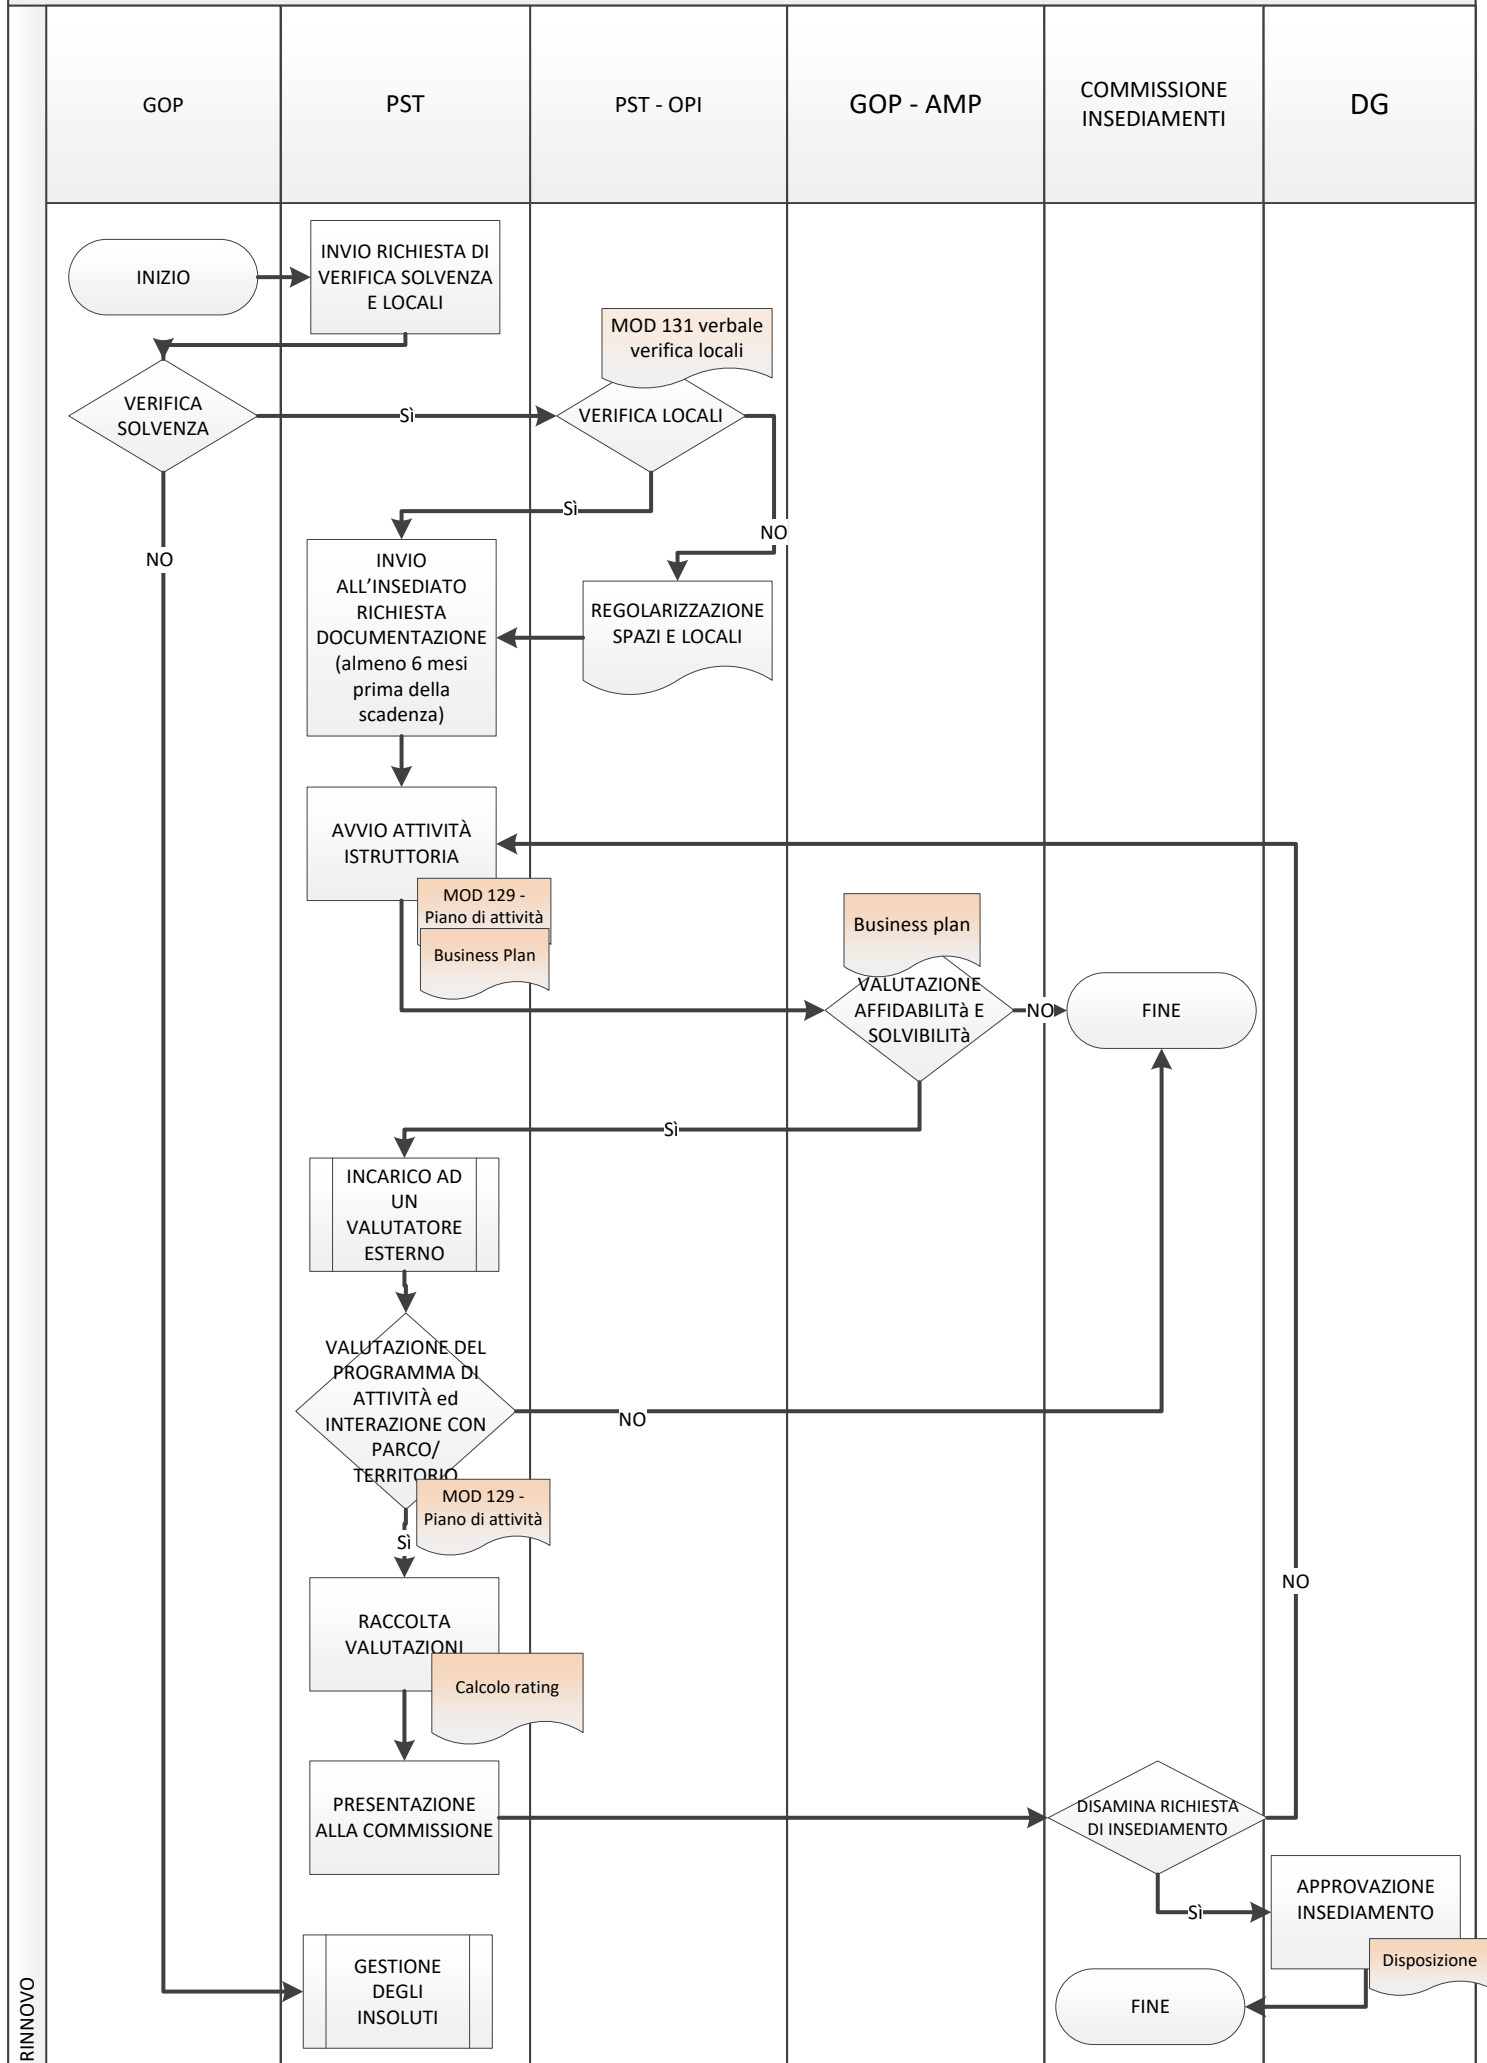 GOP
PST
PST - OPI
GOP - AMP
COMMISSIONE
INSEDIAMENTI
DG
INIZIO
INVIO RICHIESTA DI
VERIFICA SOLVENZA
E LOCALI
MOD 131 verbale
verifica locali
VERIFICA
SOLVENZA
Sì
VERIFICA LOCALI
Sì
NO
NO
INVIO
ALL’INSEDIATO
RICHIESTA
DOCUMENTAZIONE
(almeno 6 mesi
prima della
scadenza)
REGOLARIZZAZIONE
SPAZI E LOCALI
AVVIO ATTIVITÀ
ISTRUTTORIA
MOD 129 -
Piano di attività
Business Plan
Business plan
VALUTAZIONE
AFFIDABILITà E
SOLVIBILITà
NO
FINE
Sì
INCARICO AD
UN
VALUTATORE
ESTERNO
VALUTAZIONE DEL
PROGRAMMA DI
ATTIVITÀ ed
INTERAZIONE CON
PARCO/
TERRITORIO
NO
MOD 129 -
Piano di attività
Sì
NO
RACCOLTA
VALUTAZIONI
Calcolo rating
PRESENTAZIONE
ALLA COMMISSIONE
DISAMINA RICHIESTA
DI INSEDIAMENTO
Sì
APPROVAZIONE
INSEDIAMENTO
Disposizione
GESTIONE
DEGLI
INSOLUTI
FINE
RINNOVO